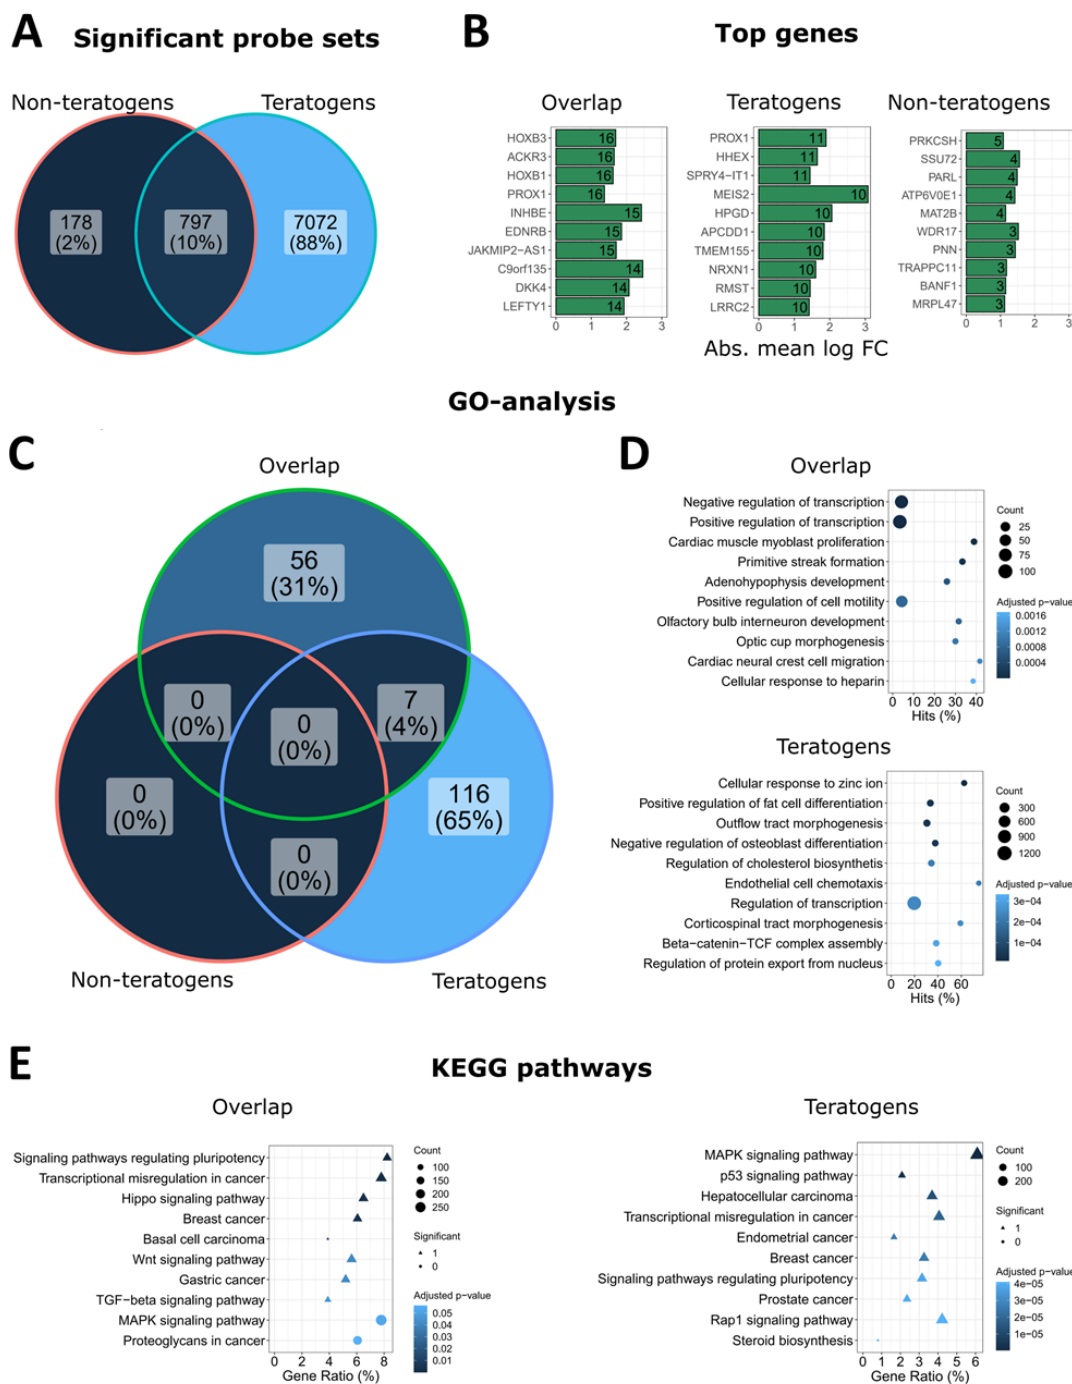 A Significant probe sets
Non-teratogens Teratogens
178 (2%)
797 (10%)
7072 (88%)
B Top genes
Overlap
HOXB3 16
ACKR3 16
HOXB1 16
PROX1 16
INHBE 15
EDNRB 15
JAKMIP2-AS1 15
C9orf135 14
DKK4 14
LEFTY1 14
0 1 2 3
Teratogens
PROX1 11
HHEX 11
SPRY4-IT1 11
MEIS2 10
HPGD 10
APCDD1 10
TMEM155 10
NRXN1 10
RMST 10
LRRC2 10
0 1 2 3
Non-teratogens
PRKCSH 5
SSU72 4
PARL 4
ATP6V0E1 4
MAT2B 4
WDR17 3
PNN 3
TRAPPC11 3
BANF1 3
MRPL47 3
0 1 2 3
Abs. mean log FC
GO-analysis
C
Overlap
56
(31%)
0
(0%)
0
(0%)
7
(4%)
0
(0%)
116
(65%)
0
(0%)
Non-teratogens
Teratogens
D
Overlap
Negative regulation of transcription
Positive regulation of transcription
Cardiac muscle myoblast proliferation
Primitive streak formation
Adenohypophysis development
Positive regulation of cell motility
Olfactory bulb interneuron development
Optic cup morphogenesis
Cardiac neural crest cell migration
Cellular response to heparin
0 10 20 30 40
Hits (%)
Count
25
50
75
100
Adjusted p-value
0.0016
0.0012
0.0008
0.0004
Teratogens
Cellular response to zinc ion
Positive regulation of fat cell differentiation
Outflow tract morphogenesis
Negative regulation of osteoblast differentiation
Regulation of cholesterol biosynthetis
Endothelial cell chemotaxis
Regulation of transcription
Corticospinal tract morphogenesis
Beta-catenin-TCF complex assembly
Regulation of protein export from nucleus
0 20 40 60
Hits (%)
Count
300
600
900
1200
Adjusted p-value
3e-04
2e-04
1e-04
E KEGG pathways
Overlap
Signaling pathways regulating pluripotency
Transcriptional misregulation in cancer
Hippo signaling pathway
Breast cancer
Basal cell carcinoma
Wnt signaling pathway
Gastric cancer
TGF-beta signaling pathway
MAPK signaling pathway
Proteoglycans in cancer
0 2 4 6 8
Gene Ratio (%)
Count
100
150
200
250
Significant
1
0
Adjusted p-value
0.05
0.04
0.03
0.02
0.01
Teratogens
MAPK signaling pathway
p53 signaling pathway
Hepatocellular carcinoma
Transcriptional misregulation in cancer
Endometrial cancer
Breast cancer
Signaling pathways regulating pluripotency
Prostate cancer
Rap1 signaling pathway
Steroid biosynthesis
0 1 2 3 4 5 6
Gene Ratio (%)
Count
100
200
Significant
1
0
Adjusted p-value
4e-05
3e-05
2e-05
1e-05